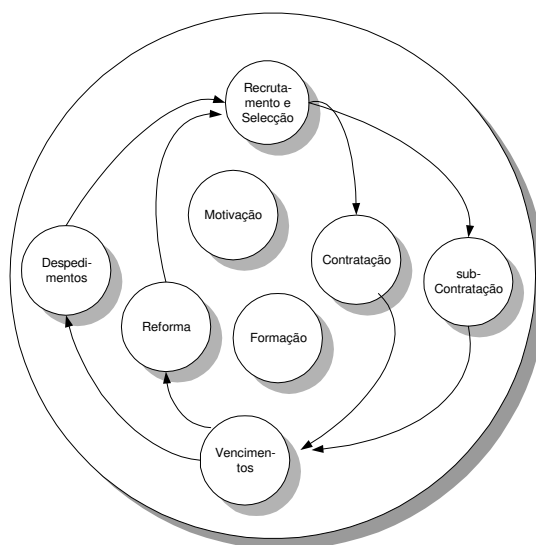 Recruta-
mento e
Selecção
Motivação
Despedi-
mentos
Contratação
sub-
Contratação
Reforma
Formação
Vencimen-
tos